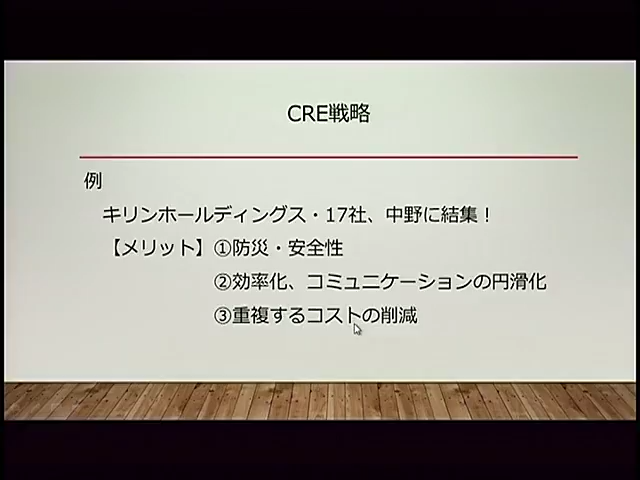 CRE戦略
例
キリンホールディングス・17社、中野に結集！
【メリット】①防災・安全性
②効率化、コミュニケーションの円滑化
③重複するコストの削減